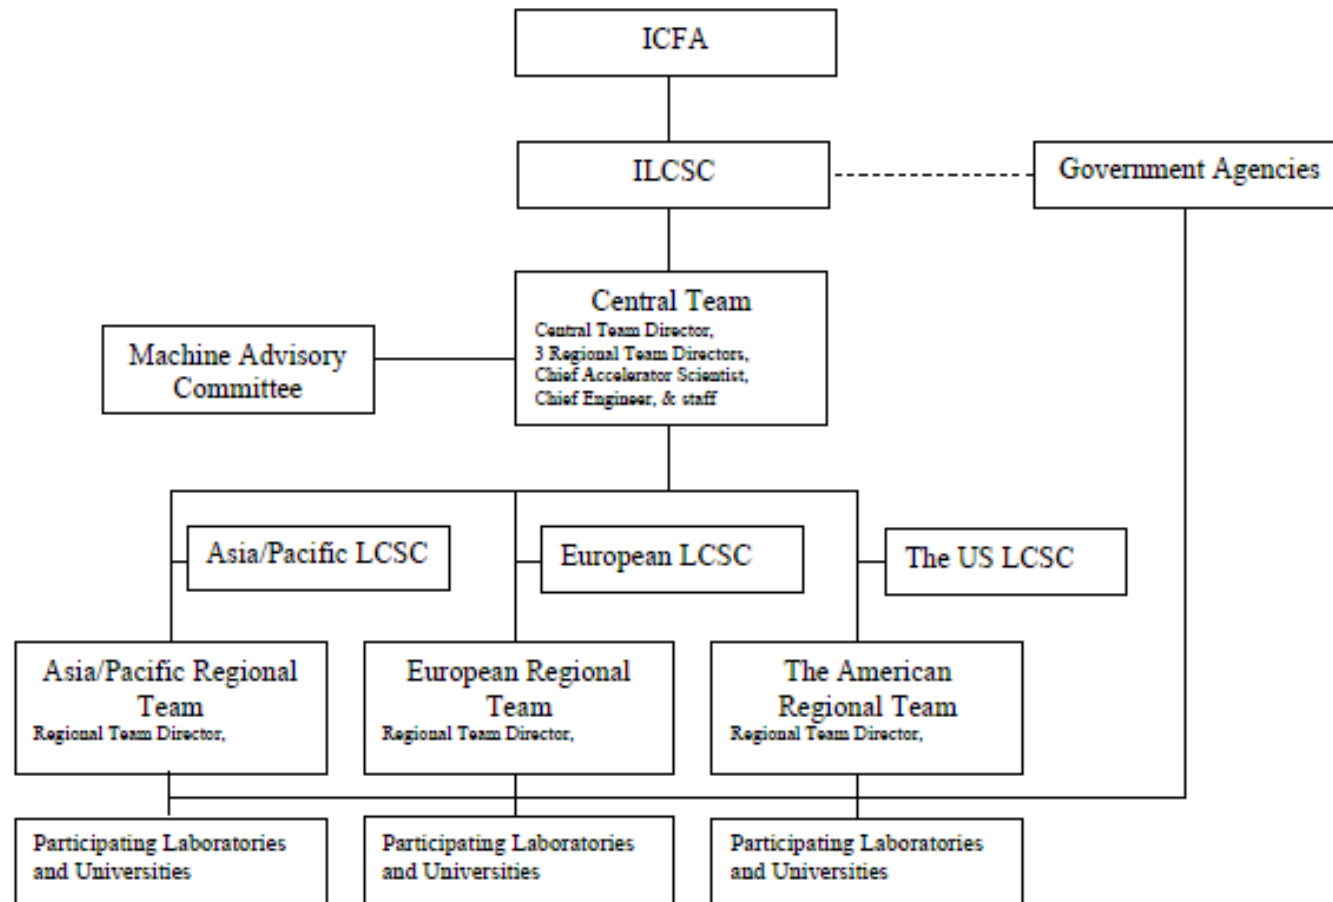 ICFA
ILCSC
Government Agencies
Central Team
Central Team Director,
3 Regional Team Directors,
Chief Accelerator Scientist,
Chief Engineer, & staff
Machine Advisory
Committee
Asia/Pacific LCSC
European LCSC
The US LCSC
Asia/Pacific Regional
Team
Regional Team Director,
European Regional
Team
Regional Team Director,
The American
Regional Team
Regional Team Director,
Participating Laboratories
and Universities
Participating Laboratories
and Universities
Participating Laboratories
and Universities